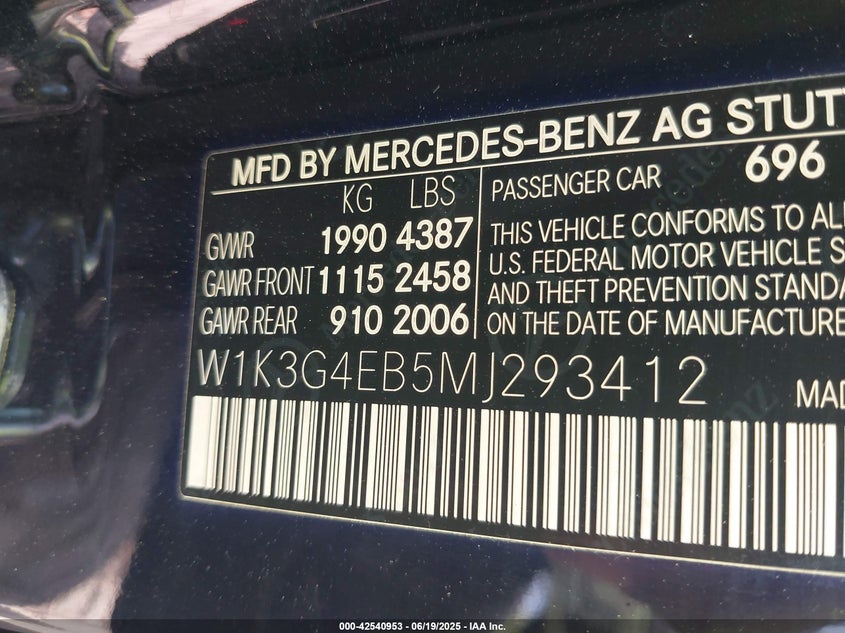 MFD BY MERCEDES-BENZ AG STUT
KG LBS
GVWR 1990 4387
GAWR FRONT 1115 2458
GAWR REAR 910 2006
PASSENGER CAR 696
THIS VEHICLE CONFORMS TO AL
U.S. FEDERAL MOTOR VEHICLE S
AND THEFT PREVENTION STANDA
ON THE DATE OF MANUFACTURE
W1K3G4EB5MJ293412
MAD
000-42540953 - 06/19/2025 - IAA Inc.